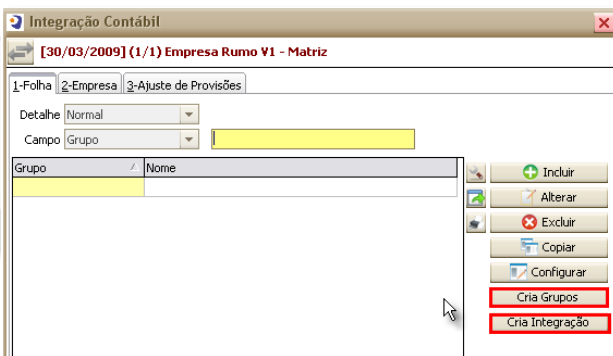 Integração Contábil
[30/03/2009] (1/1) Empresa Rumo V1 - Matriz
1-Folha 2-Empresa 3-Ajuste de Provisões
Detalhe Normal
Campo Grupo
Grupo Nome
Incluir
Alterar
Excluir
Copiar
Configurar
Cria Grupos
Cria Integração